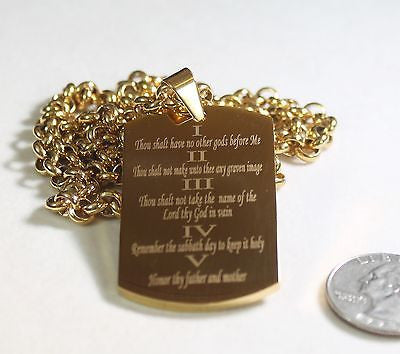 I
Thou shalt have no other gods before Me
II
Thou shalt not make unto thee any graven image
III
Thou shalt not take the name of the
Lord thy God in vain
IV
Remember the sabbath day to keep it holy
V
Honor thy father and mother